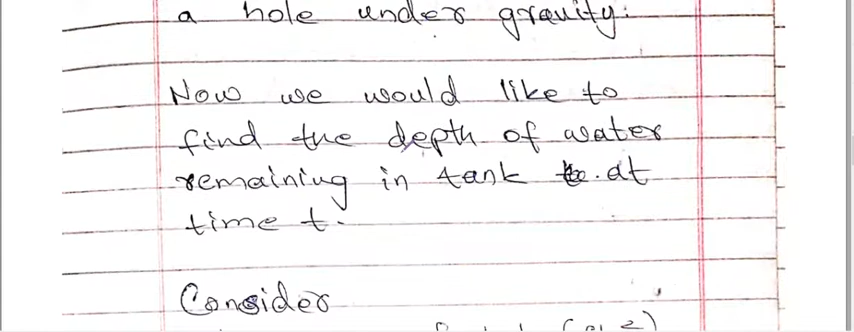 a hole under gravity.
Now we would like to
find the depth of water
remaining in tank at
time t.
Consider